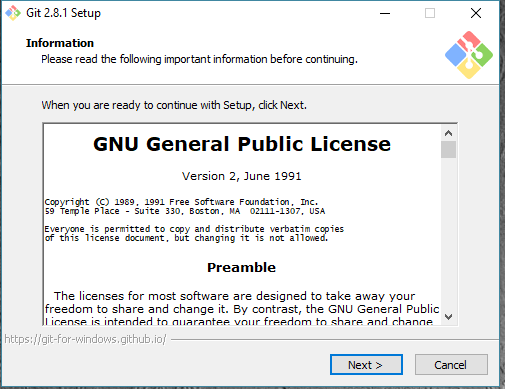 Git 2.8.1 Setup
Information
Please read the following important information before continuing.
When you are ready to continue with Setup, click Next.
GNU General Public License
Version 2, June 1991
Copyright (C) 1989, 1991 Free Software Foundation, Inc.
59 Temple Place - Suite 330, Boston, MA  02111-1307, USA
Everyone is permitted to copy and distribute verbatim copies
of this license document, but changing it is not allowed.
Preamble
The licenses for most software are designed to take away your
freedom to share and change it. By contrast, the GNU General Public
License is intended to guarantee your freedom to share and change
https://git-for-windows.github.io/
Next >
Cancel